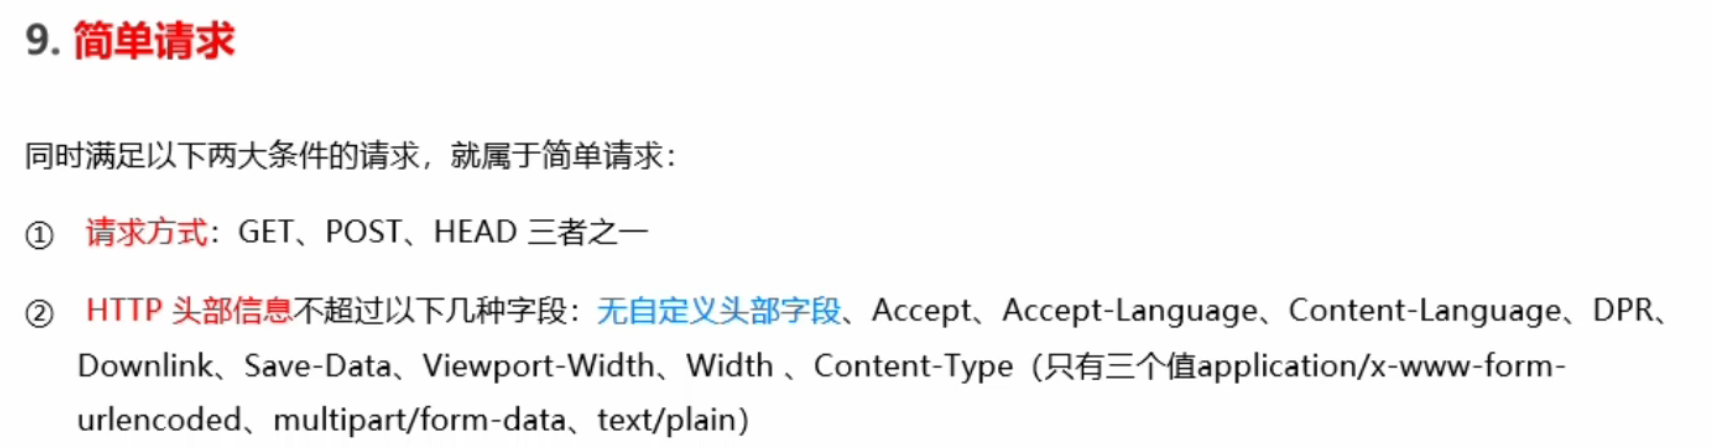 9. 简单请求
同时满足以下两大条件的请求，就属于简单请求：
① 请求方式：GET、POST、HEAD 三者之一
② HTTP 头部信息不超过以下几种字段：无自定义头部字段、Accept、Accept-Language、Content-Language、DPR、
Downlink、Save-Data、Viewport-Width、Width 、Content-Type（只有三个值application/x-www-form-
urlencoded、multipart/form-data、text/plain）